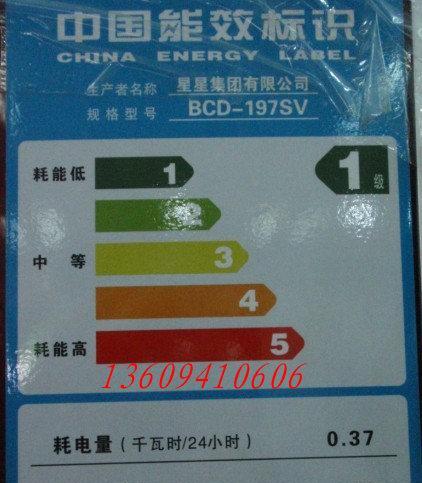 中国能效标识
CHINA ENERGY LABEL
生产者名称 星星集团有限公司
规格型号 BCD-197SV
耗能低 1 1级
2
中等 3
4
耗能高 5
13609410606
耗电量（千瓦时/24小时） 0.37